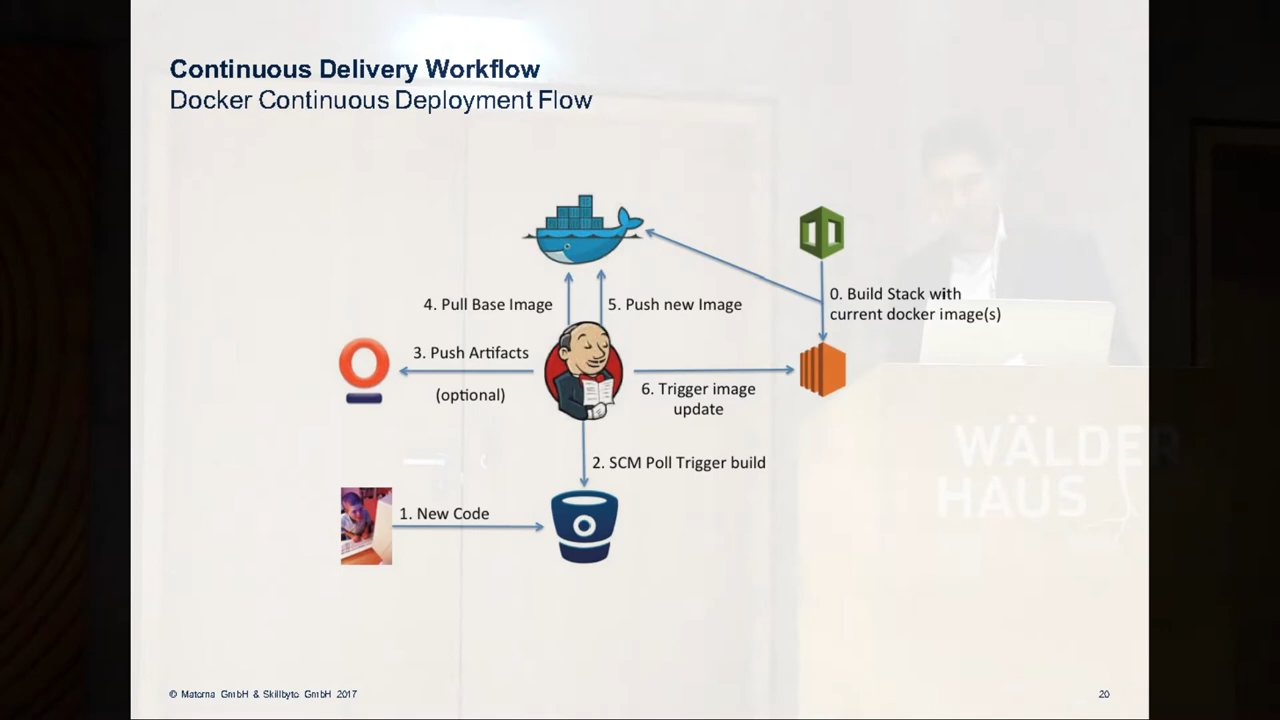 Continuous Delivery Workflow
Docker Continuous Deployment Flow
0. Build Stack with
current docker image(s)
4. Pull Base Image
5. Push new Image
3. Push Artifacts
(optional)
6. Trigger image
update
2. SCM Poll Trigger build
1. New Code
WÄLDER
HAUS
© Materna GmbH & Skillbyte GmbH 2017
20